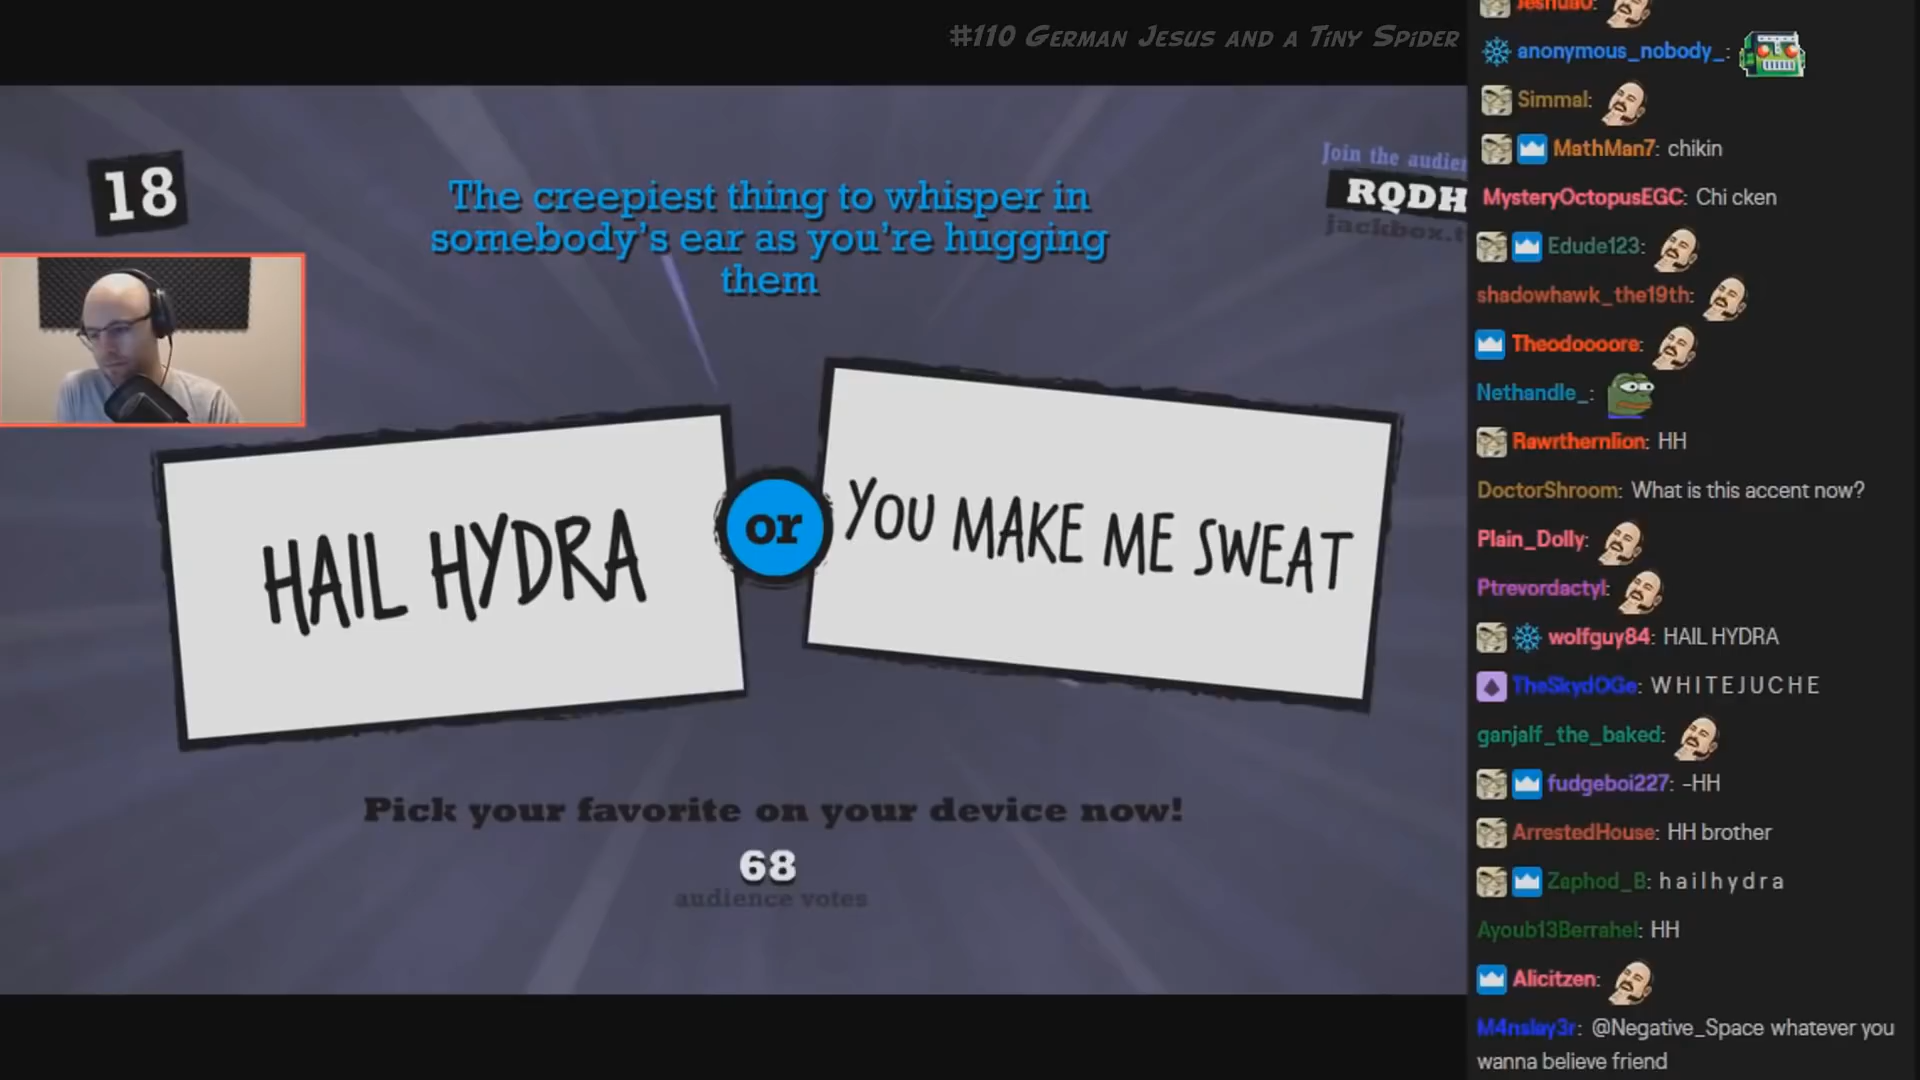 #110 German Jesus and a Tiny Spider
18
The creepiest thing to whisper in
somebody's ear as you're hugging
them
Join the audien
RQDH
jackbox.t
HAIL HYDRA
or
YOU MAKE ME SWEAT
Pick your favorite on your device now!
68
audience votes
Jeshua0:
anonymous_nobody_:
Simmal:
MathMan7: chikin
MysteryOctopusEGC: Chi cken
Edude123:
shadowhawk_the19th:
Theodoooore:
Nethandle_:
Rawrthernlion: HH
DoctorShroom: What is this accent now?
Plain_Dolly:
Ptrevordactyl:
wolfguy84: HAIL HYDRA
TheSkydOGe: W H I T E J U C H E
ganjalf_the_baked:
fudgeboi227: -HH
ArrestedHouse: HH brother
Zaphod_B: h a i l h y d r a
Ayoub13Berrahel: HH
Alicitzen:
M4nslay3r: @Negative_Space whatever you
wanna believe friend